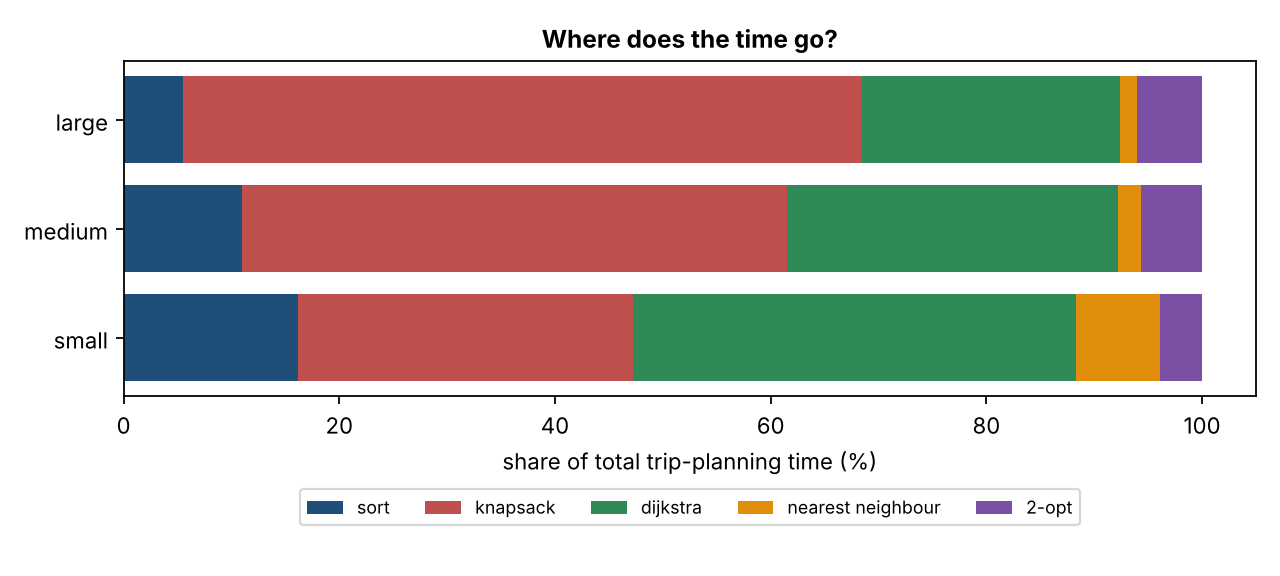 Where does the time go?
large
medium
small
0 20 40 60 80 100
share of total trip-planning time (%)
sort knapsack dijkstra nearest neighbour 2-opt